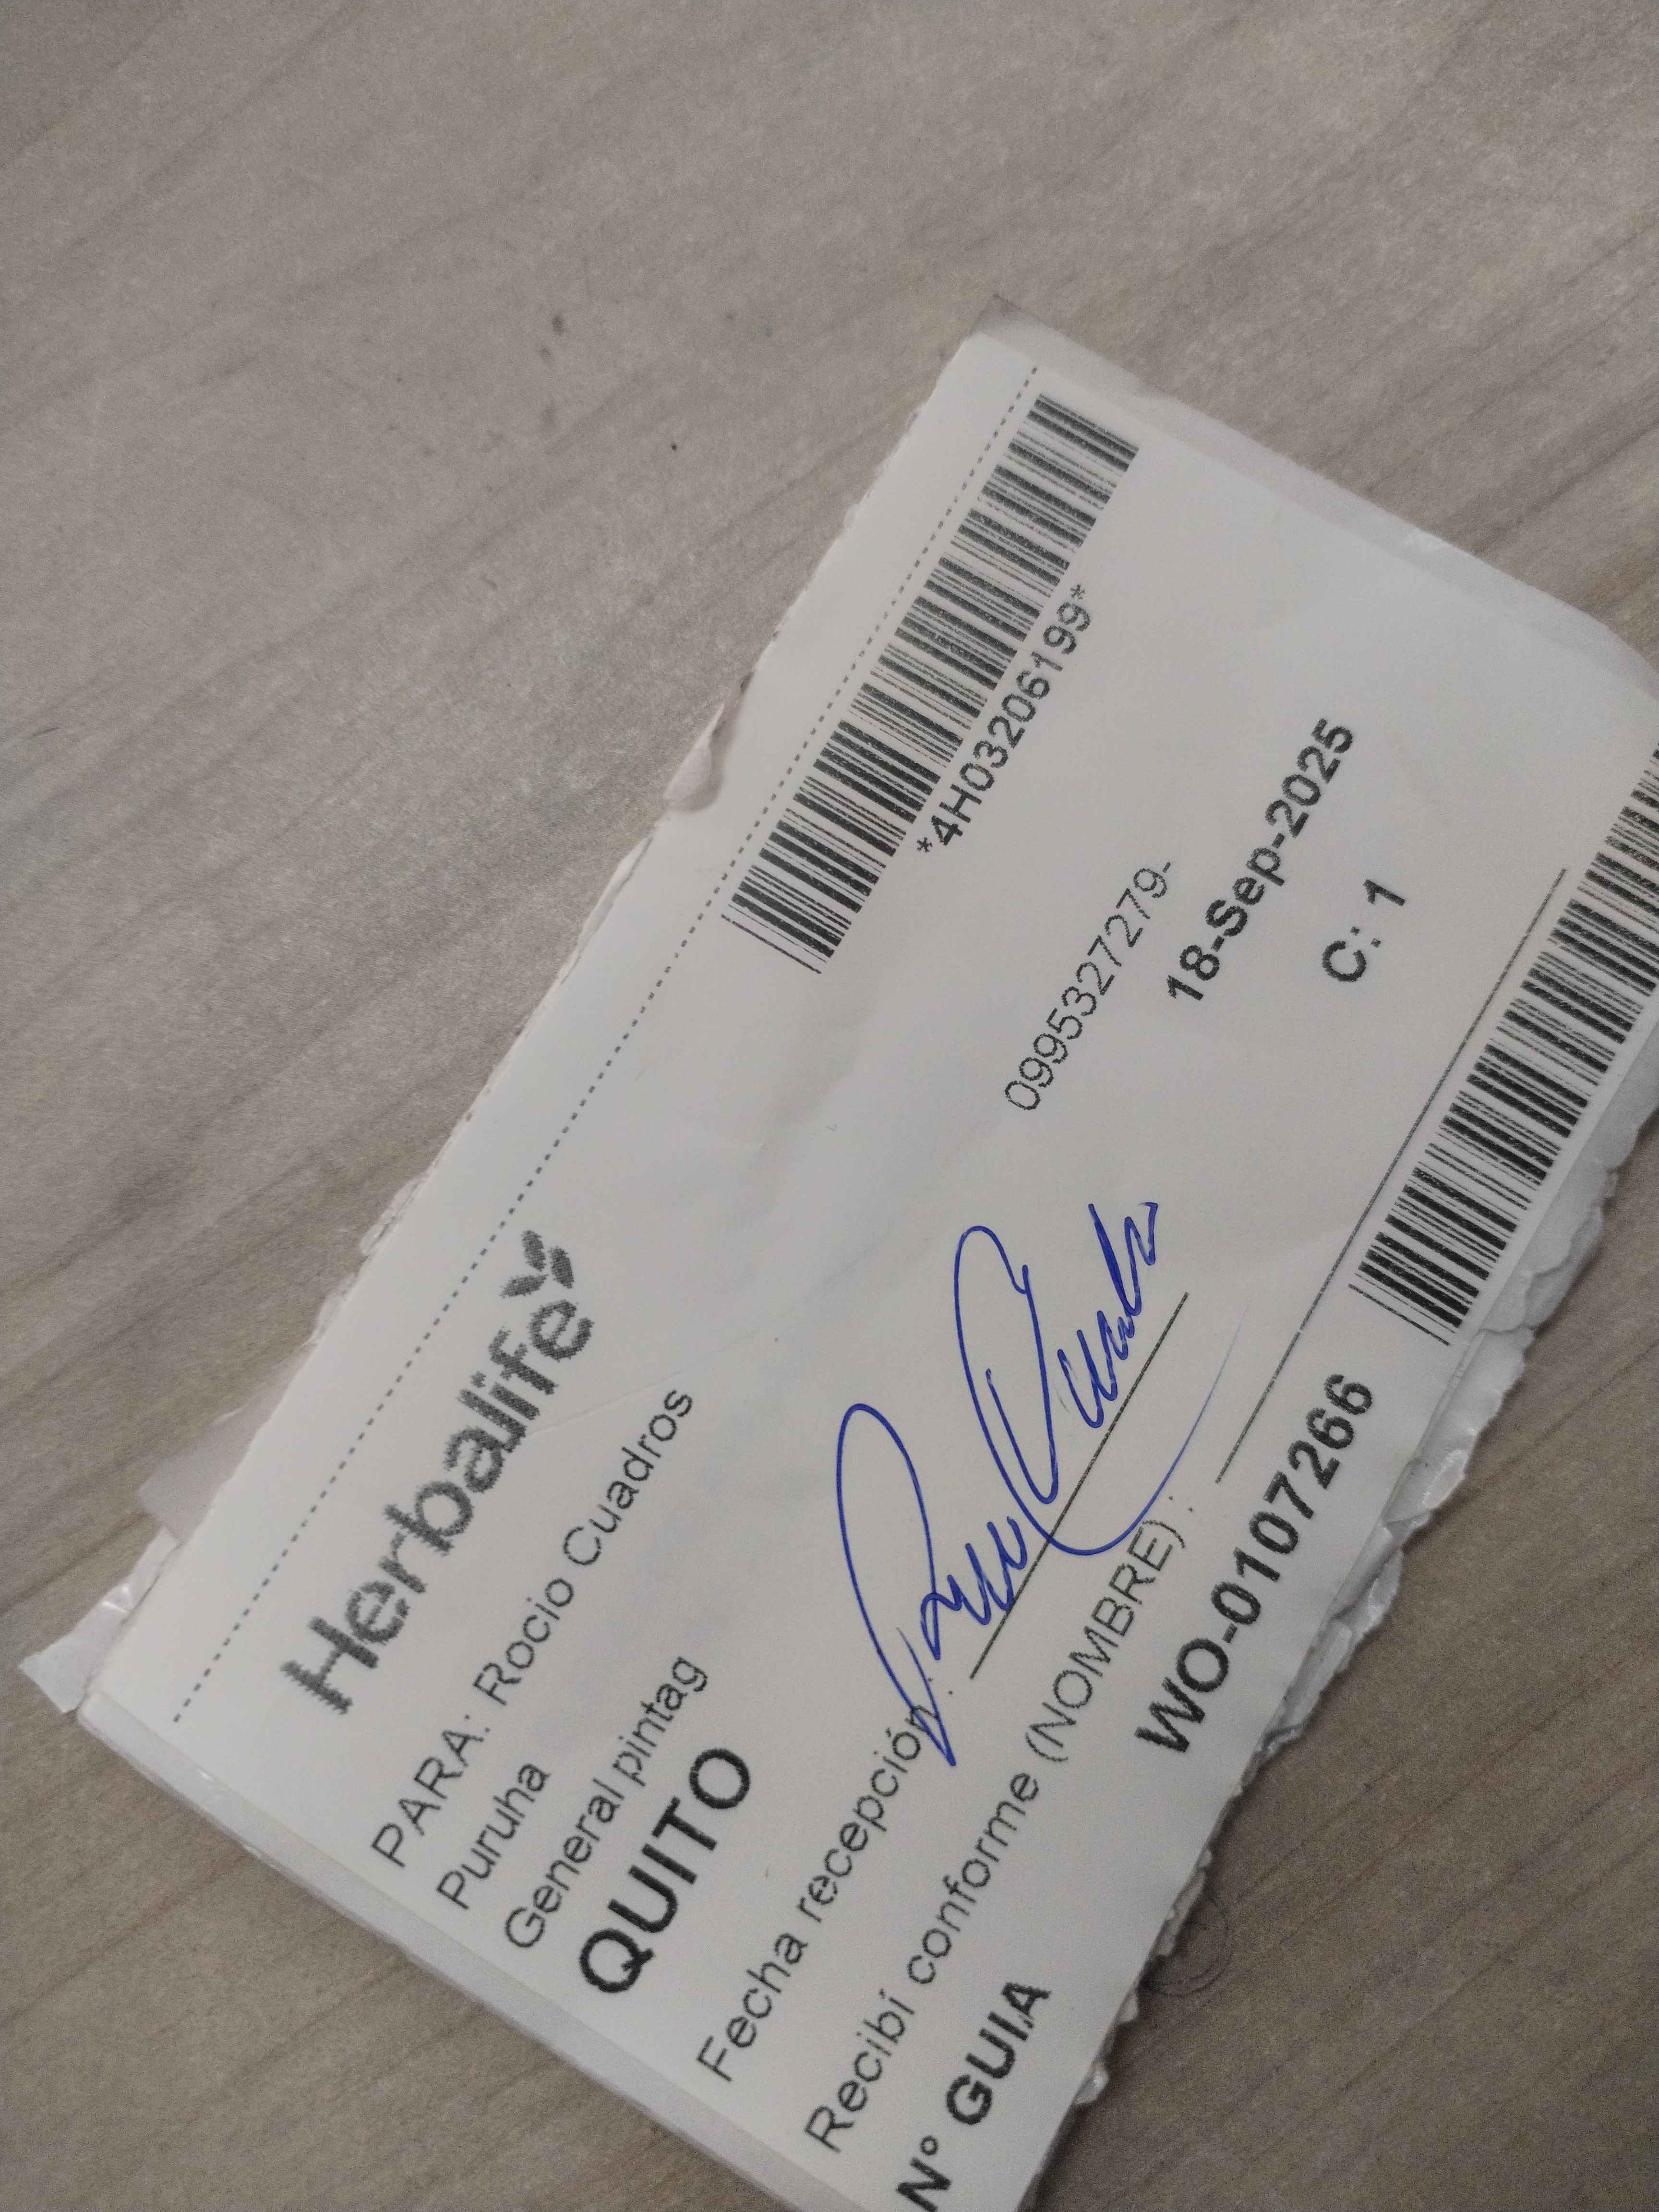 *4H03206199*
Herbalife
PARA: Rocio Cuadros
Puruha
General pintag
QUITO
0995327279-
18-Sep-2025
C: 1
Fecha recepción:
Recibí conforme (NOMBRE) :
N° GUIA WO-0107266